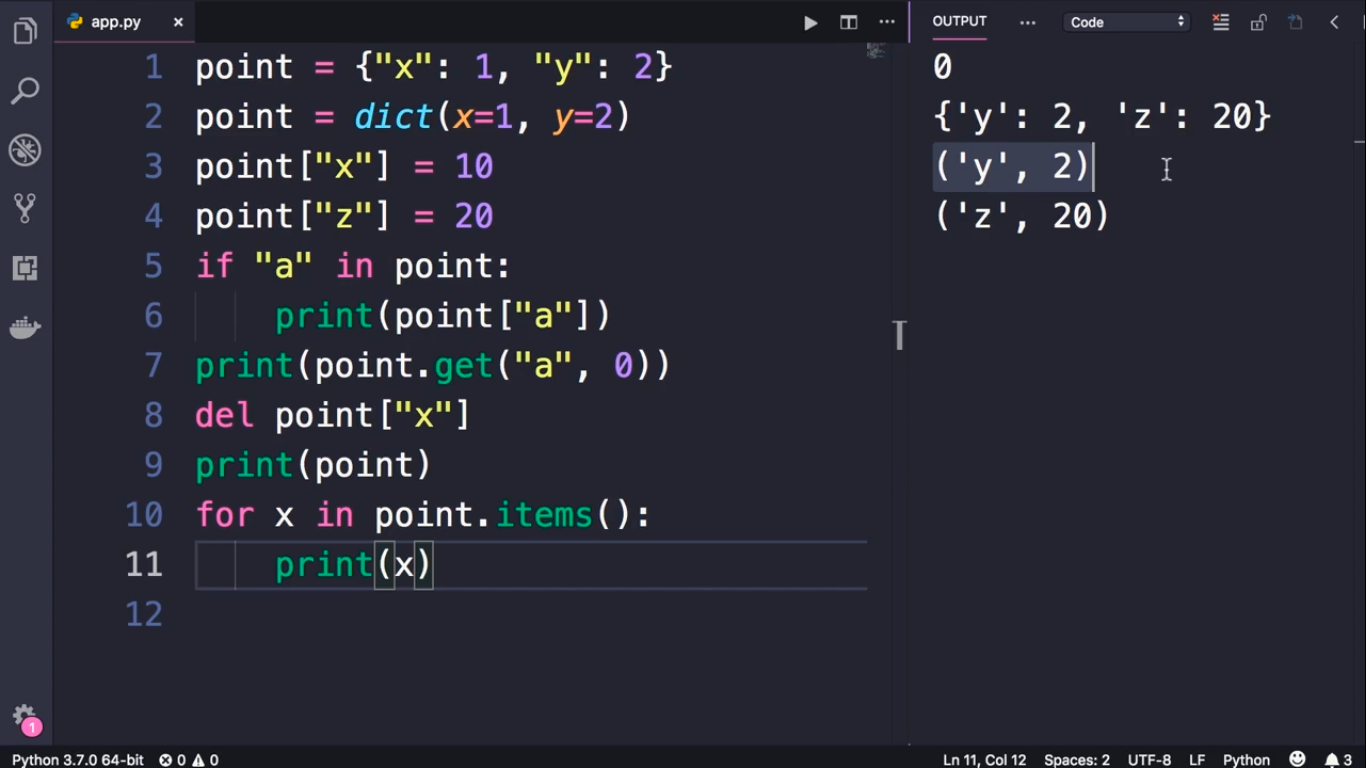 app.py
1 point = {"x": 1, "y": 2}
2 point = dict(x=1, y=2)
3 point["x"] = 10
4 point["z"] = 20
5 if "a" in point:
6 print(point["a"])
7 print(point.get("a", 0))
8 del point["x"]
9 print(point)
10 for x in point.items():
11 print(x)
12
OUTPUT
Code
0
{'y': 2, 'z': 20}
('y', 2)
('z', 20)
1
Python 3.7.0 64-bit 0 0
Ln 11, Col 12 Spaces: 2 UTF-8 LF Python 3